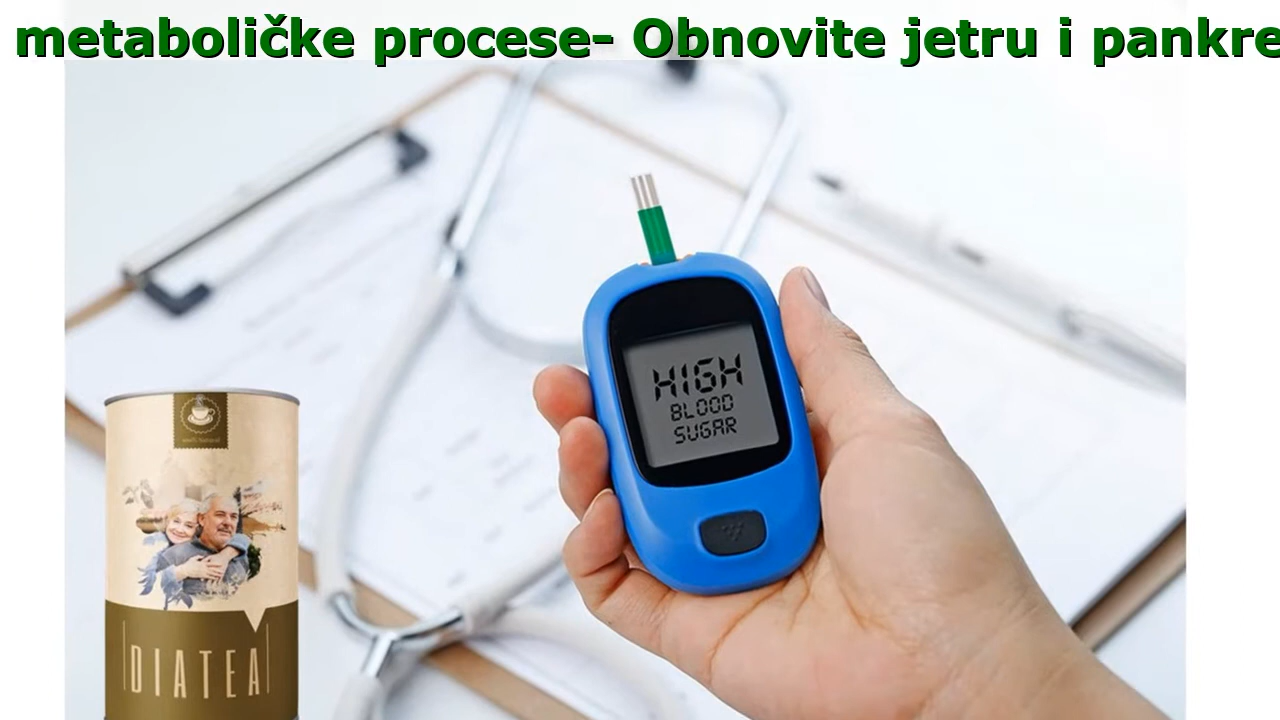 metaboličke procese- Obnovite jetru i pankre
HIGH
BLOOD
SUGAR
DIATEA